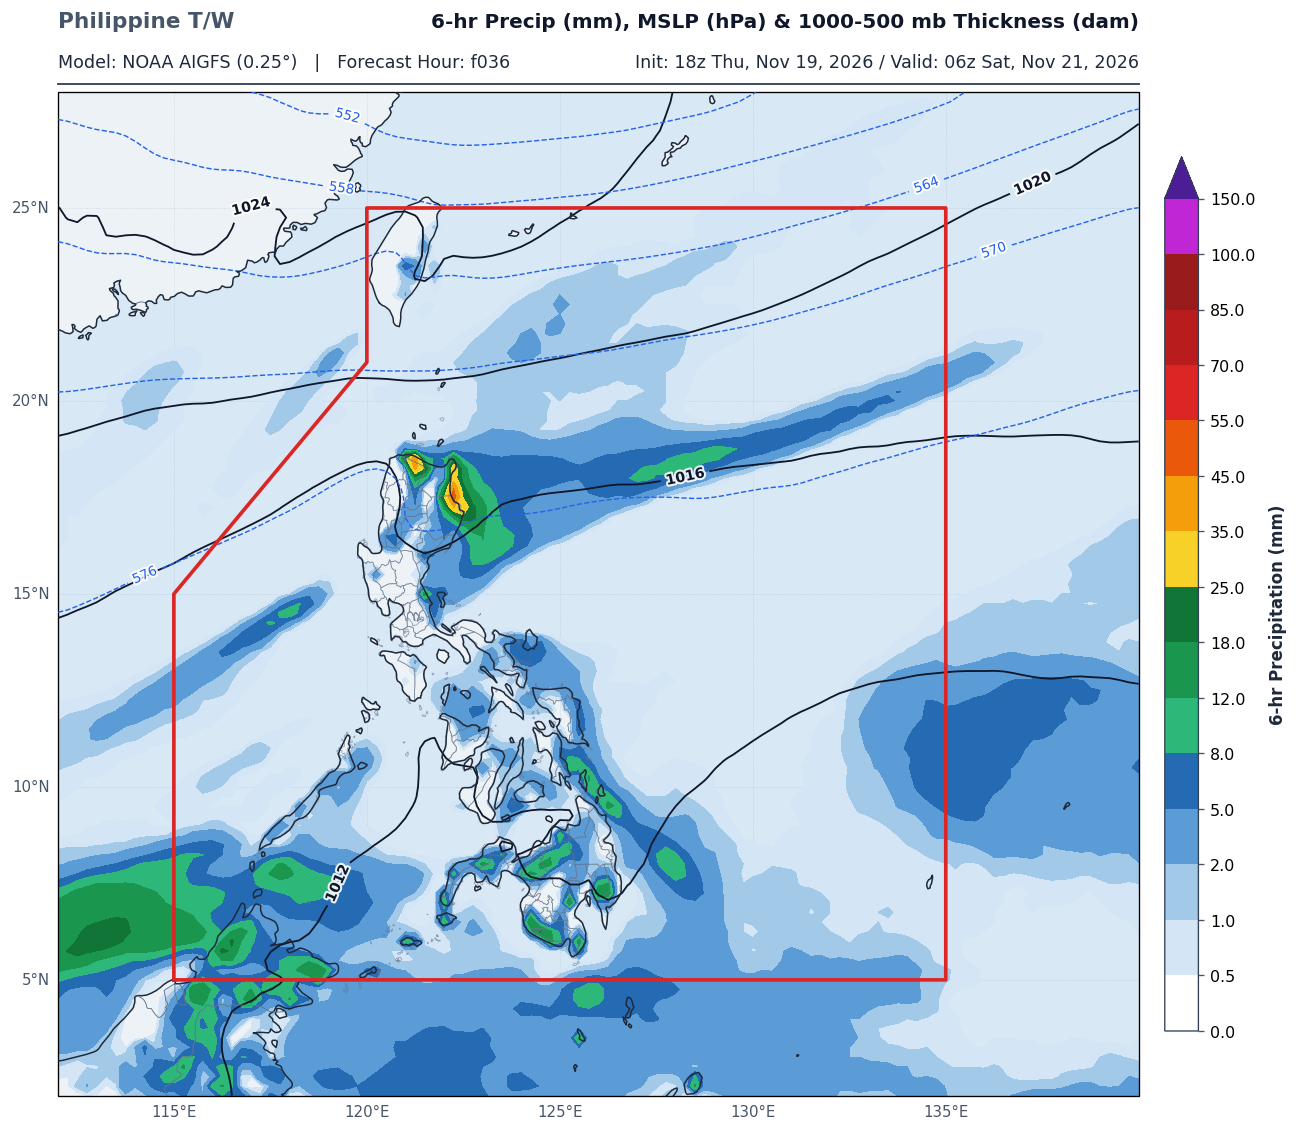 Philippine T/W
6-hr Precip (mm), MSLP (hPa) & 1000-500 mb Thickness (dam)
Model: NOAA AIGFS (0.25°) | Forecast Hour: f036
Init: 18z Thu, Nov 19, 2026 / Valid: 06z Sat, Nov 21, 2026
552
558
564
570
576
1024
1020
1016
1012
25°N
20°N
15°N
10°N
5°N
115°E
120°E
125°E
130°E
135°E
150.0
100.0
85.0
70.0
55.0
45.0
35.0
25.0
18.0
12.0
8.0
5.0
2.0
1.0
0.5
0.0
6-hr Precipitation (mm)